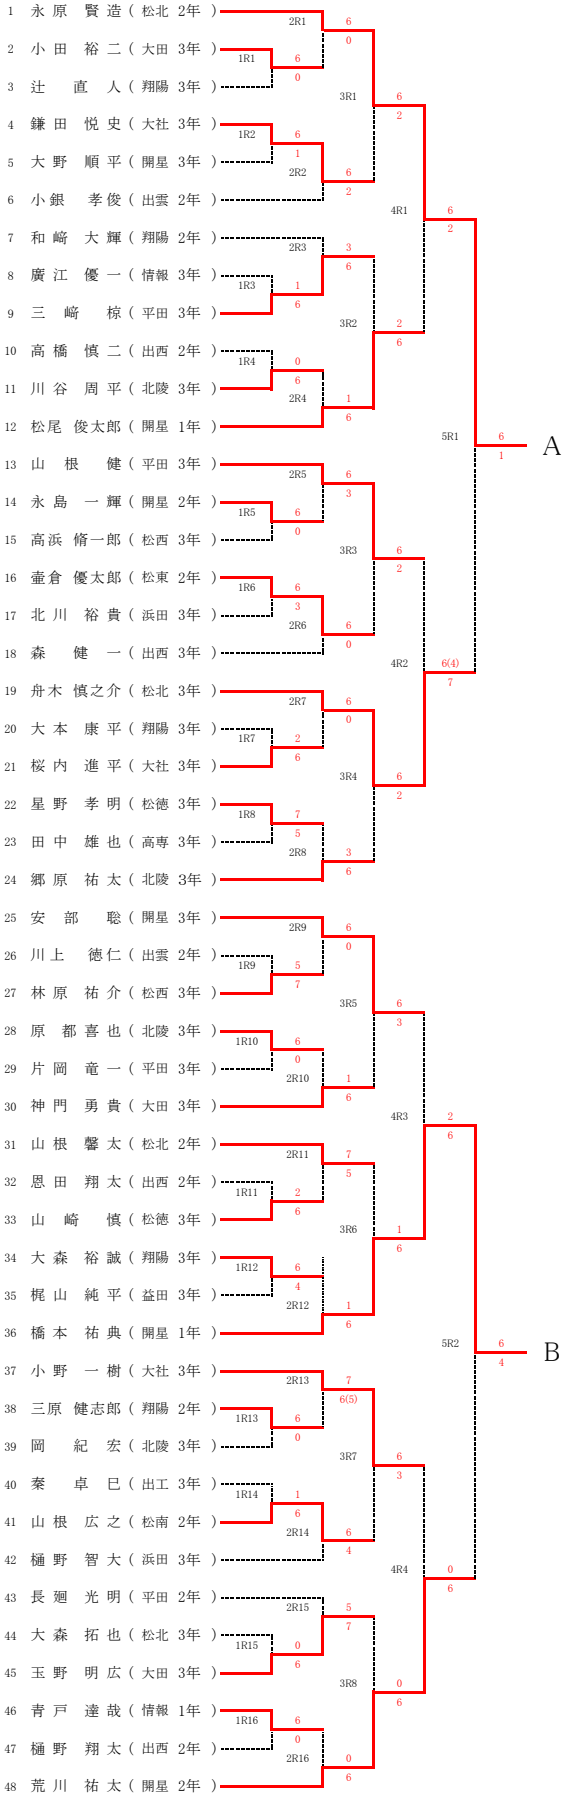 1 永原 賢造 ( 松北 2年 )
2R1 6
0
2 小田 裕二 ( 大田 3年 )
1R1 6
0
3 辻 直人 ( 翔陽 3年 )
3R1 6
2
4 鎌田 悦史 ( 大社 3年 )
1R2 6
1
5 大野 順平 ( 開星 3年 )
2R2 6
2
6 小銀 孝俊 ( 出雲 2年 )
4R1 6
2
7 和﨑 大輝 ( 翔陽 2年 )
2R3 3
6
8 廣江 優一 ( 情報 3年 )
1R3 1
6
9 三﨑 椋 ( 平田 3年 )
3R2 2
6
10 高橋 慎二 ( 出西 2年 )
1R4 0
6
11 川谷 周平 ( 北陵 3年 )
2R4 1
6
12 松尾 俊太郎 ( 開星 1年 )
5R1 6
1
A
13 山根 健 ( 平田 3年 )
2R5 6
3
14 永島 一輝 ( 開星 2年 )
1R5 6
0
15 高浜 脩一郎 ( 松西 3年 )
3R3 6
2
16 壷倉 優太郎 ( 松東 2年 )
1R6 6
3
17 北川 裕貴 ( 浜田 3年 )
2R6 6
0
18 森 健一 ( 出西 3年 )
4R2 6(4)
7
19 舟木 慎之介 ( 松北 3年 )
2R7 6
0
20 大本 康平 ( 翔陽 3年 )
1R7 2
6
21 桜内 進平 ( 大社 3年 )
3R4 6
2
22 星野 孝明 ( 松徳 3年 )
1R8 7
5
23 田中 雄也 ( 高専 3年 )
2R8 3
6
24 郷原 祐太 ( 北陵 3年 )
25 安部 聡 ( 開星 3年 )
2R9 6
0
26 川上 徳仁 ( 出雲 2年 )
1R9 5
7
27 林原 祐介 ( 松西 3年 )
3R5 6
3
28 原 都喜也 ( 北陵 3年 )
1R10 6
0
29 片岡 竜一 ( 平田 3年 )
2R10 1
6
30 神門 勇貴 ( 大田 3年 )
4R3 2
6
31 山根 馨太 ( 松北 2年 )
2R11 7
5
32 恩田 翔太 ( 出西 2年 )
1R11 2
6
33 山崎 慎 ( 松徳 3年 )
3R6 1
6
34 大森 裕誠 ( 翔陽 3年 )
1R12 6
4
35 梶山 純平 ( 益田 3年 )
2R12 1
6
36 橋本 祐典 ( 開星 1年 )
5R2 6
4
B
37 小野 一樹 ( 大社 3年 )
2R13 7
6(5)
38 三原 健志郎 ( 翔陽 2年 )
1R13 6
0
39 岡 紀宏 ( 北陵 3年 )
3R7 6
3
40 秦 卓巳 ( 出工 3年 )
1R14 1
6
41 山根 広之 ( 松南 2年 )
2R14 6
4
42 樋野 智大 ( 浜田 3年 )
4R4 0
6
43 長廻 光明 ( 平田 2年 )
2R15 5
7
44 大森 拓也 ( 松北 3年 )
1R15 0
6
45 玉野 明広 ( 大田 3年 )
3R8 0
6
46 青戸 達哉 ( 情報 1年 )
1R16 6
0
47 樋野 翔太 ( 出西 2年 )
2R16 0
6
48 荒川 祐太 ( 開星 2年 )